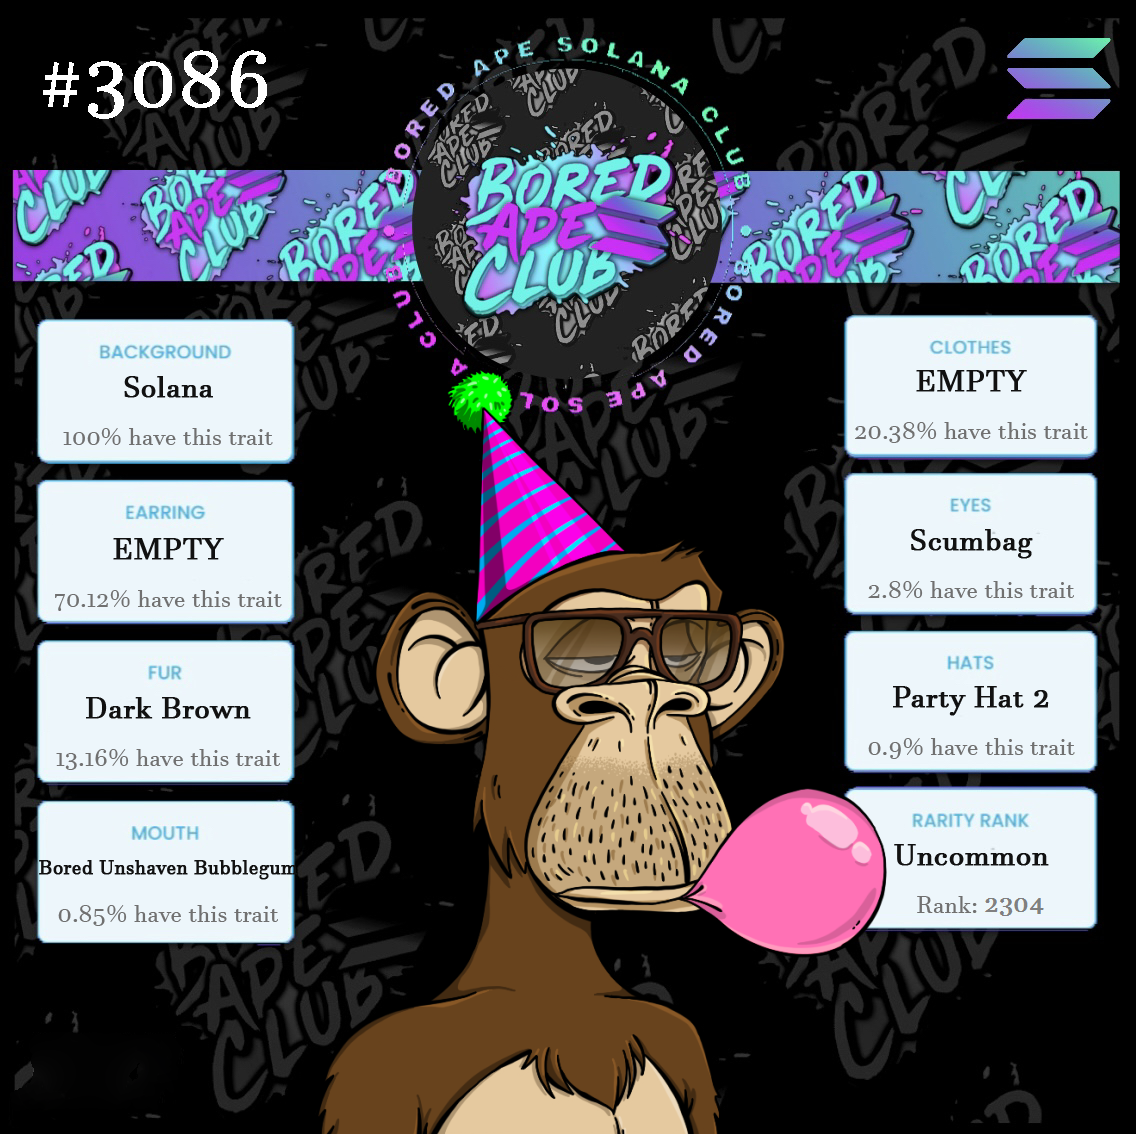 #3086
BORED APE SOLANA CLUB
BORED
APE
CLUB
BACKGROUND
Solana
100% have this trait
EARRING
EMPTY
70.12% have this trait
FUR
Dark Brown
13.16% have this trait
MOUTH
Bored Unshaven Bubblegum
0.85% have this trait
CLOTHES
EMPTY
20.38% have this trait
EYES
Scumbag
2.8% have this trait
HATS
Party Hat 2
0.9% have this trait
RARITY RANK
Uncommon
Rank: 2304